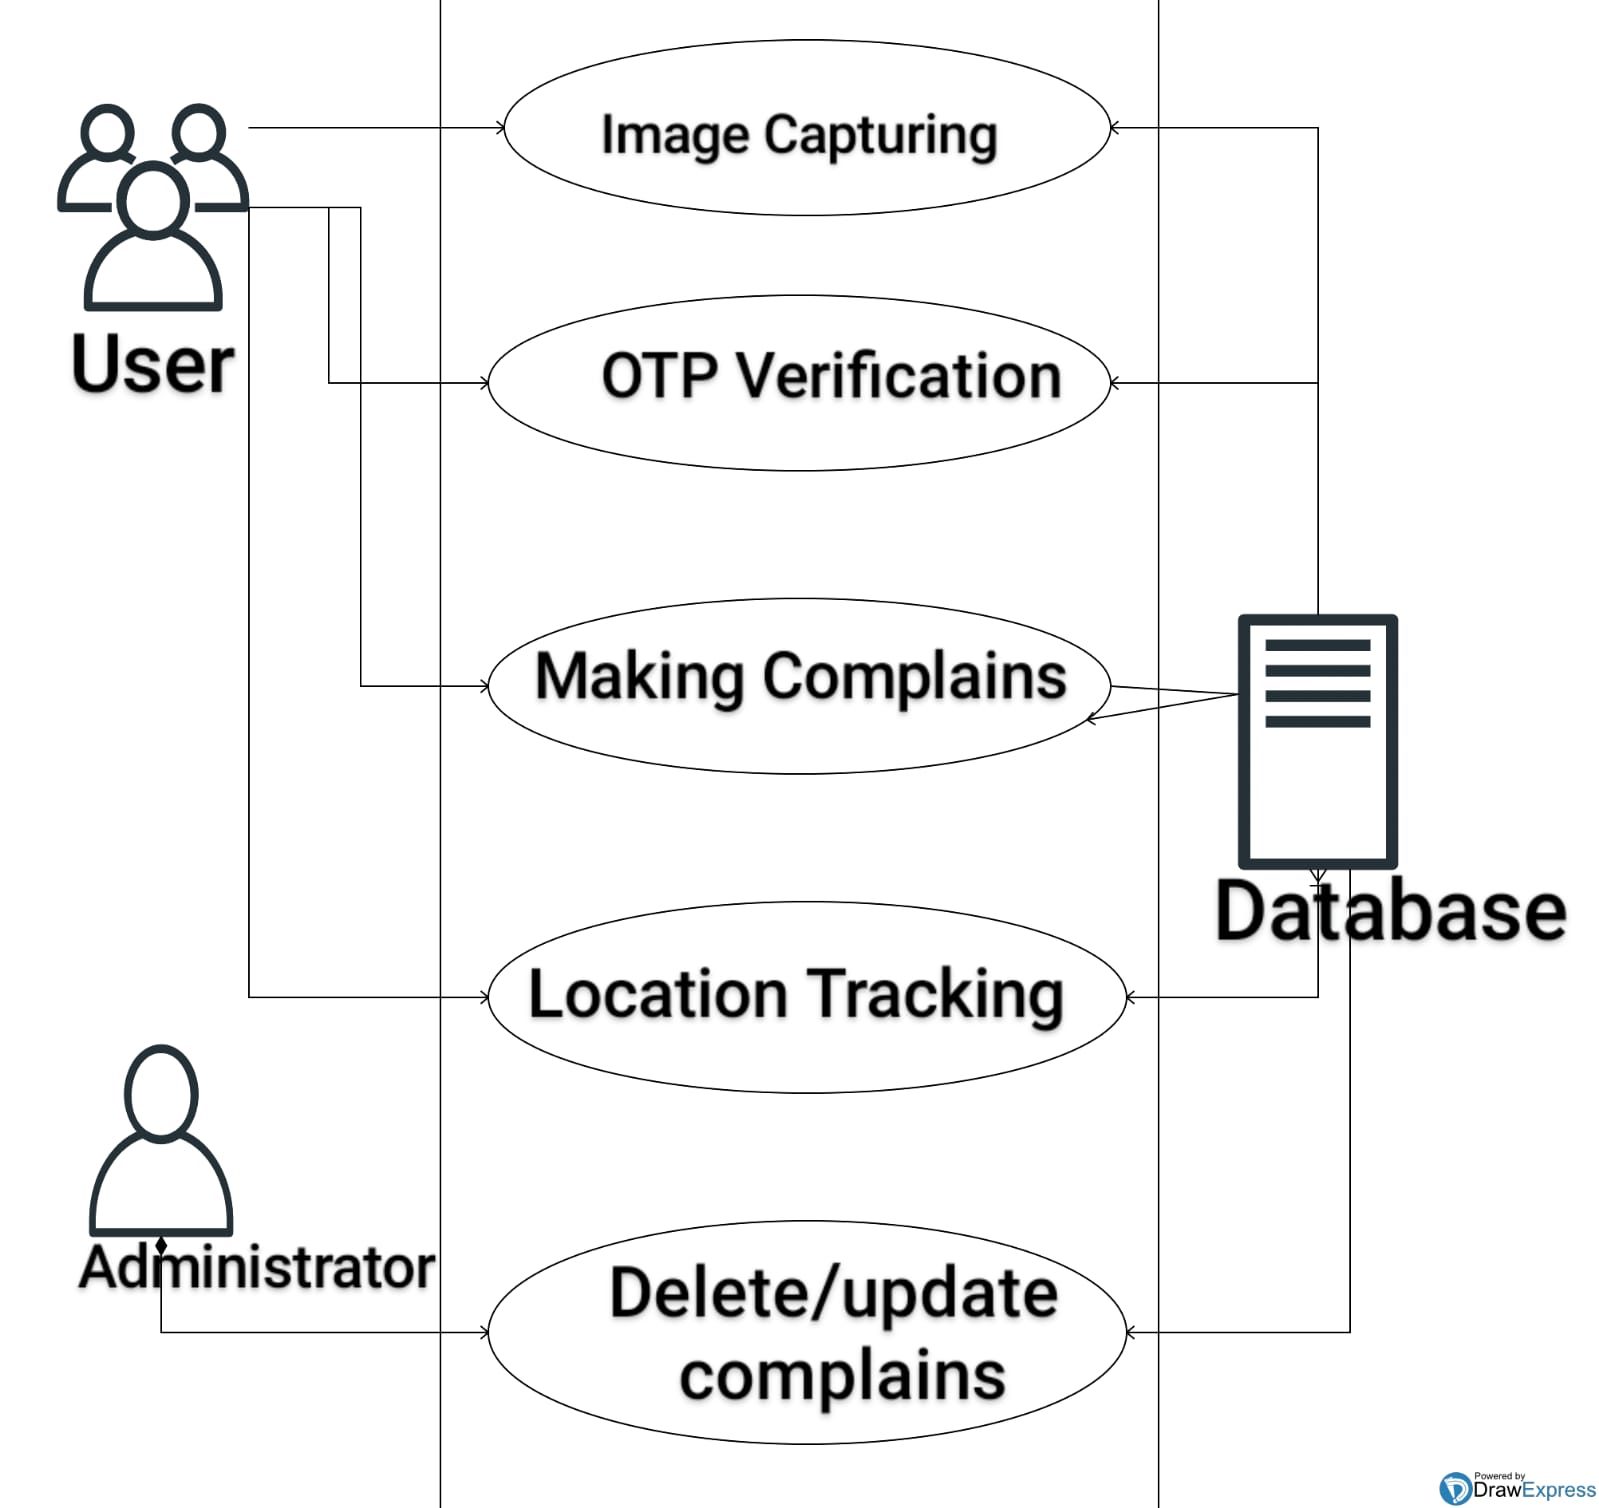 Image Capturing
User
OTP Verification
Making Complains
Database
Location Tracking
Administrator
Delete/update
complains
Powered by
DrawExpress